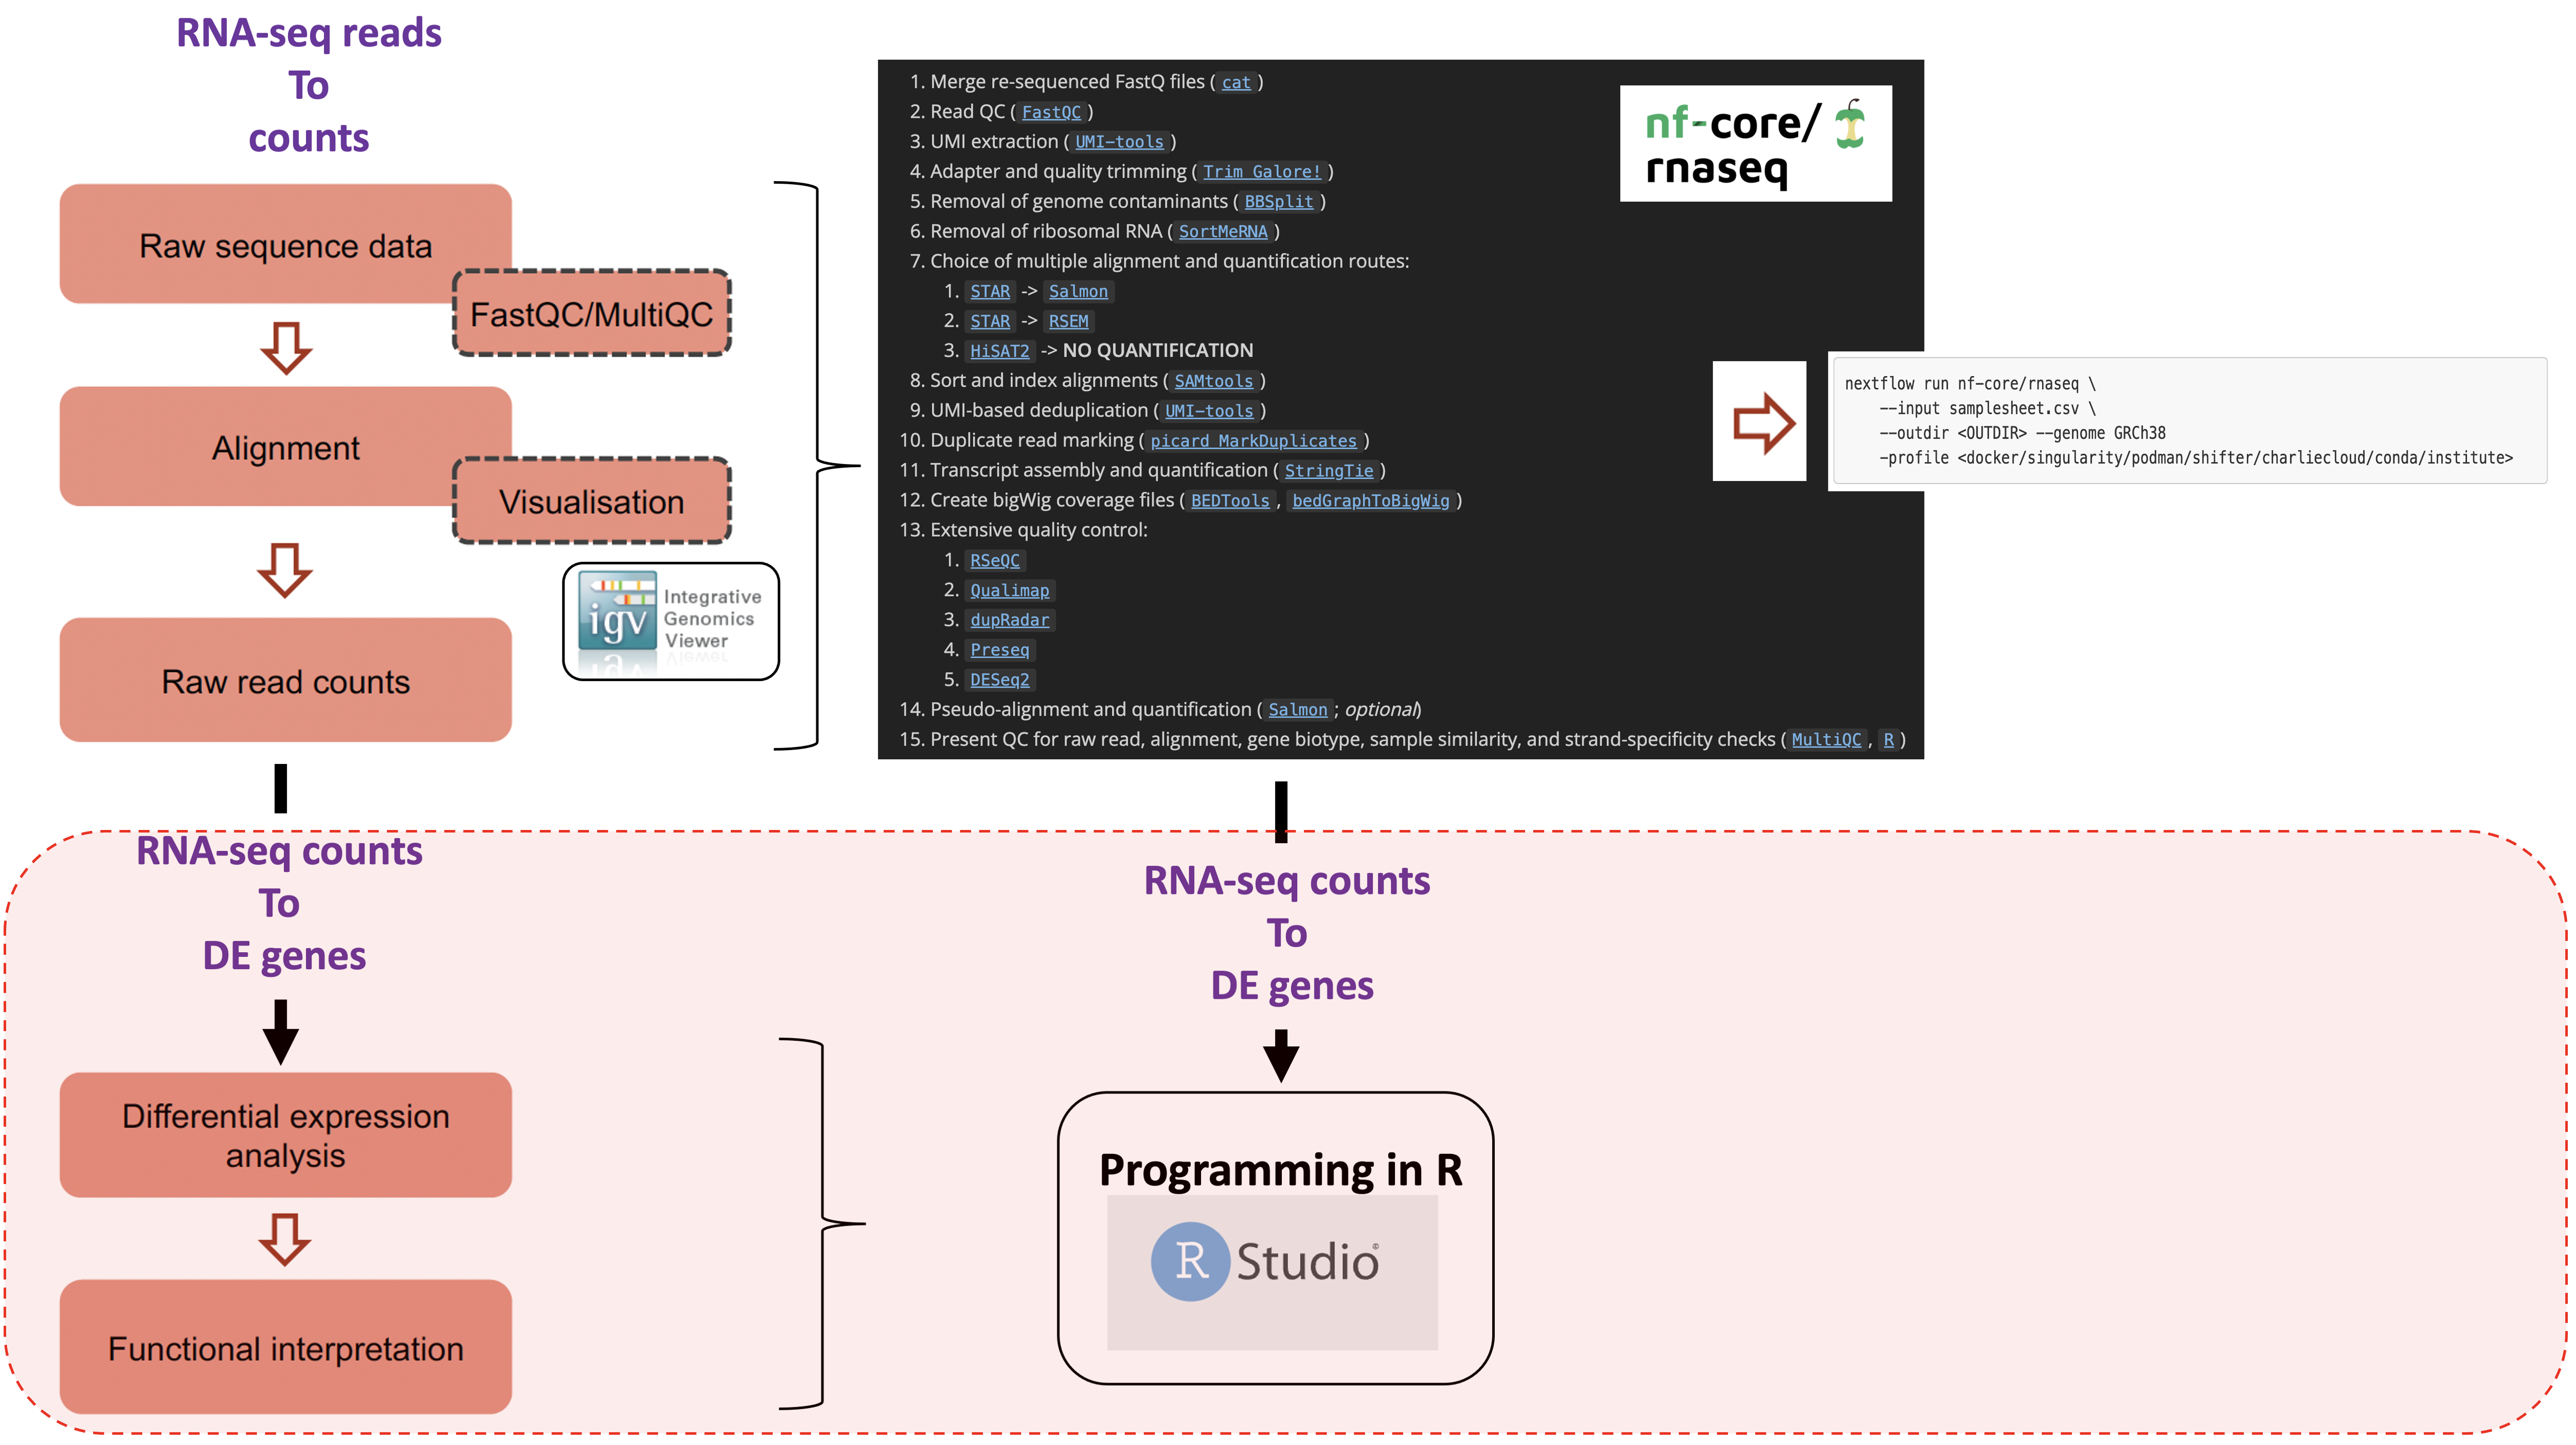 RNA-seq reads
To
counts
Raw sequence data
FastQC/MultiQC
Alignment
Visualisation
igv Integrative
Genomics
Viewer
Raw read counts
1. Merge re-sequenced FastQ files ( cat )
2. Read QC ( FastQC )
3. UMI extraction ( UMI-tools )
4. Adapter and quality trimming ( Trim Galore! )
5. Removal of genome contaminants ( BBSplit )
6. Removal of ribosomal RNA ( SortMeRNA )
7. Choice of multiple alignment and quantification routes:
1. STAR -> Salmon
2. STAR -> RSEM
3. HiSAT2 -> NO QUANTIFICATION
8. Sort and index alignments ( SAMtools )
9. UMI-based deduplication ( UMI-tools )
10. Duplicate read marking ( picard MarkDuplicates )
11. Transcript assembly and quantification ( StringTie )
12. Create bigWig coverage files ( BEDTools , bedGraphToBigWig )
13. Extensive quality control:
1. RSeQC
2. Qualimap
3. dupRadar
4. Preseq
5. DESeq2
14. Pseudo-alignment and quantification ( Salmon ; optional)
15. Present QC for raw read, alignment, gene biotype, sample similarity, and strand-specificity checks ( MultiQC , R )
nf-core/
rnaseq
nextflow run nf-core/rnaseq \
--input samplesheet.csv \
--outdir <OUTDIR> --genome GRCh38
-profile <docker/singularity/podman/shifter/charliecloud/conda/institute>
RNA-seq counts
To
DE genes
Differential expression
analysis
Functional interpretation
RNA-seq counts
To
DE genes
Programming in R
R Studio